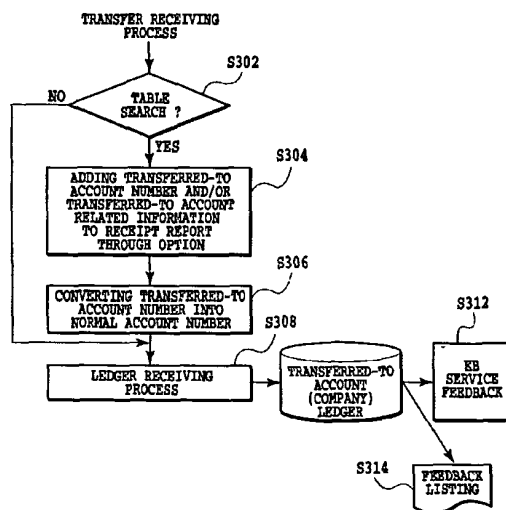 TRANSFER RECEIVING
PROCESS
S302
NO
TABLE
SEARCH ?
YES
S304
ADDING TRANSFERRED-TO
ACCOUNT NUMBER AND/OR
TRANSFERRED-TO ACCOUNT
RELATED INFORMATION
TO RECEIPT REPORT
THROUGH OPTION
S306
CONVERTING TRANSFERRED-TO
ACCOUNT NUMBER INTO
NORMAL ACCOUNT NUMBER
S308
LEDGER RECEIVING
PROCESS
TRANSFERRED-TO
ACCOUNT
(COMPANY)
LEDGER
S312
EB
SERVICE
FEEDBACK
S314
FEEDBACK
LISTING